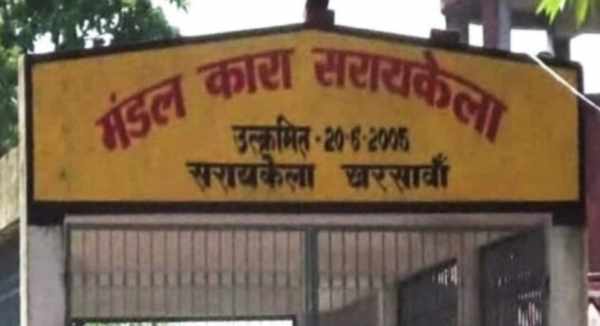 मंडल कारा सरायकेला
उत्क्रमित - 20-6-2005
सरायकेला खरसावाँ